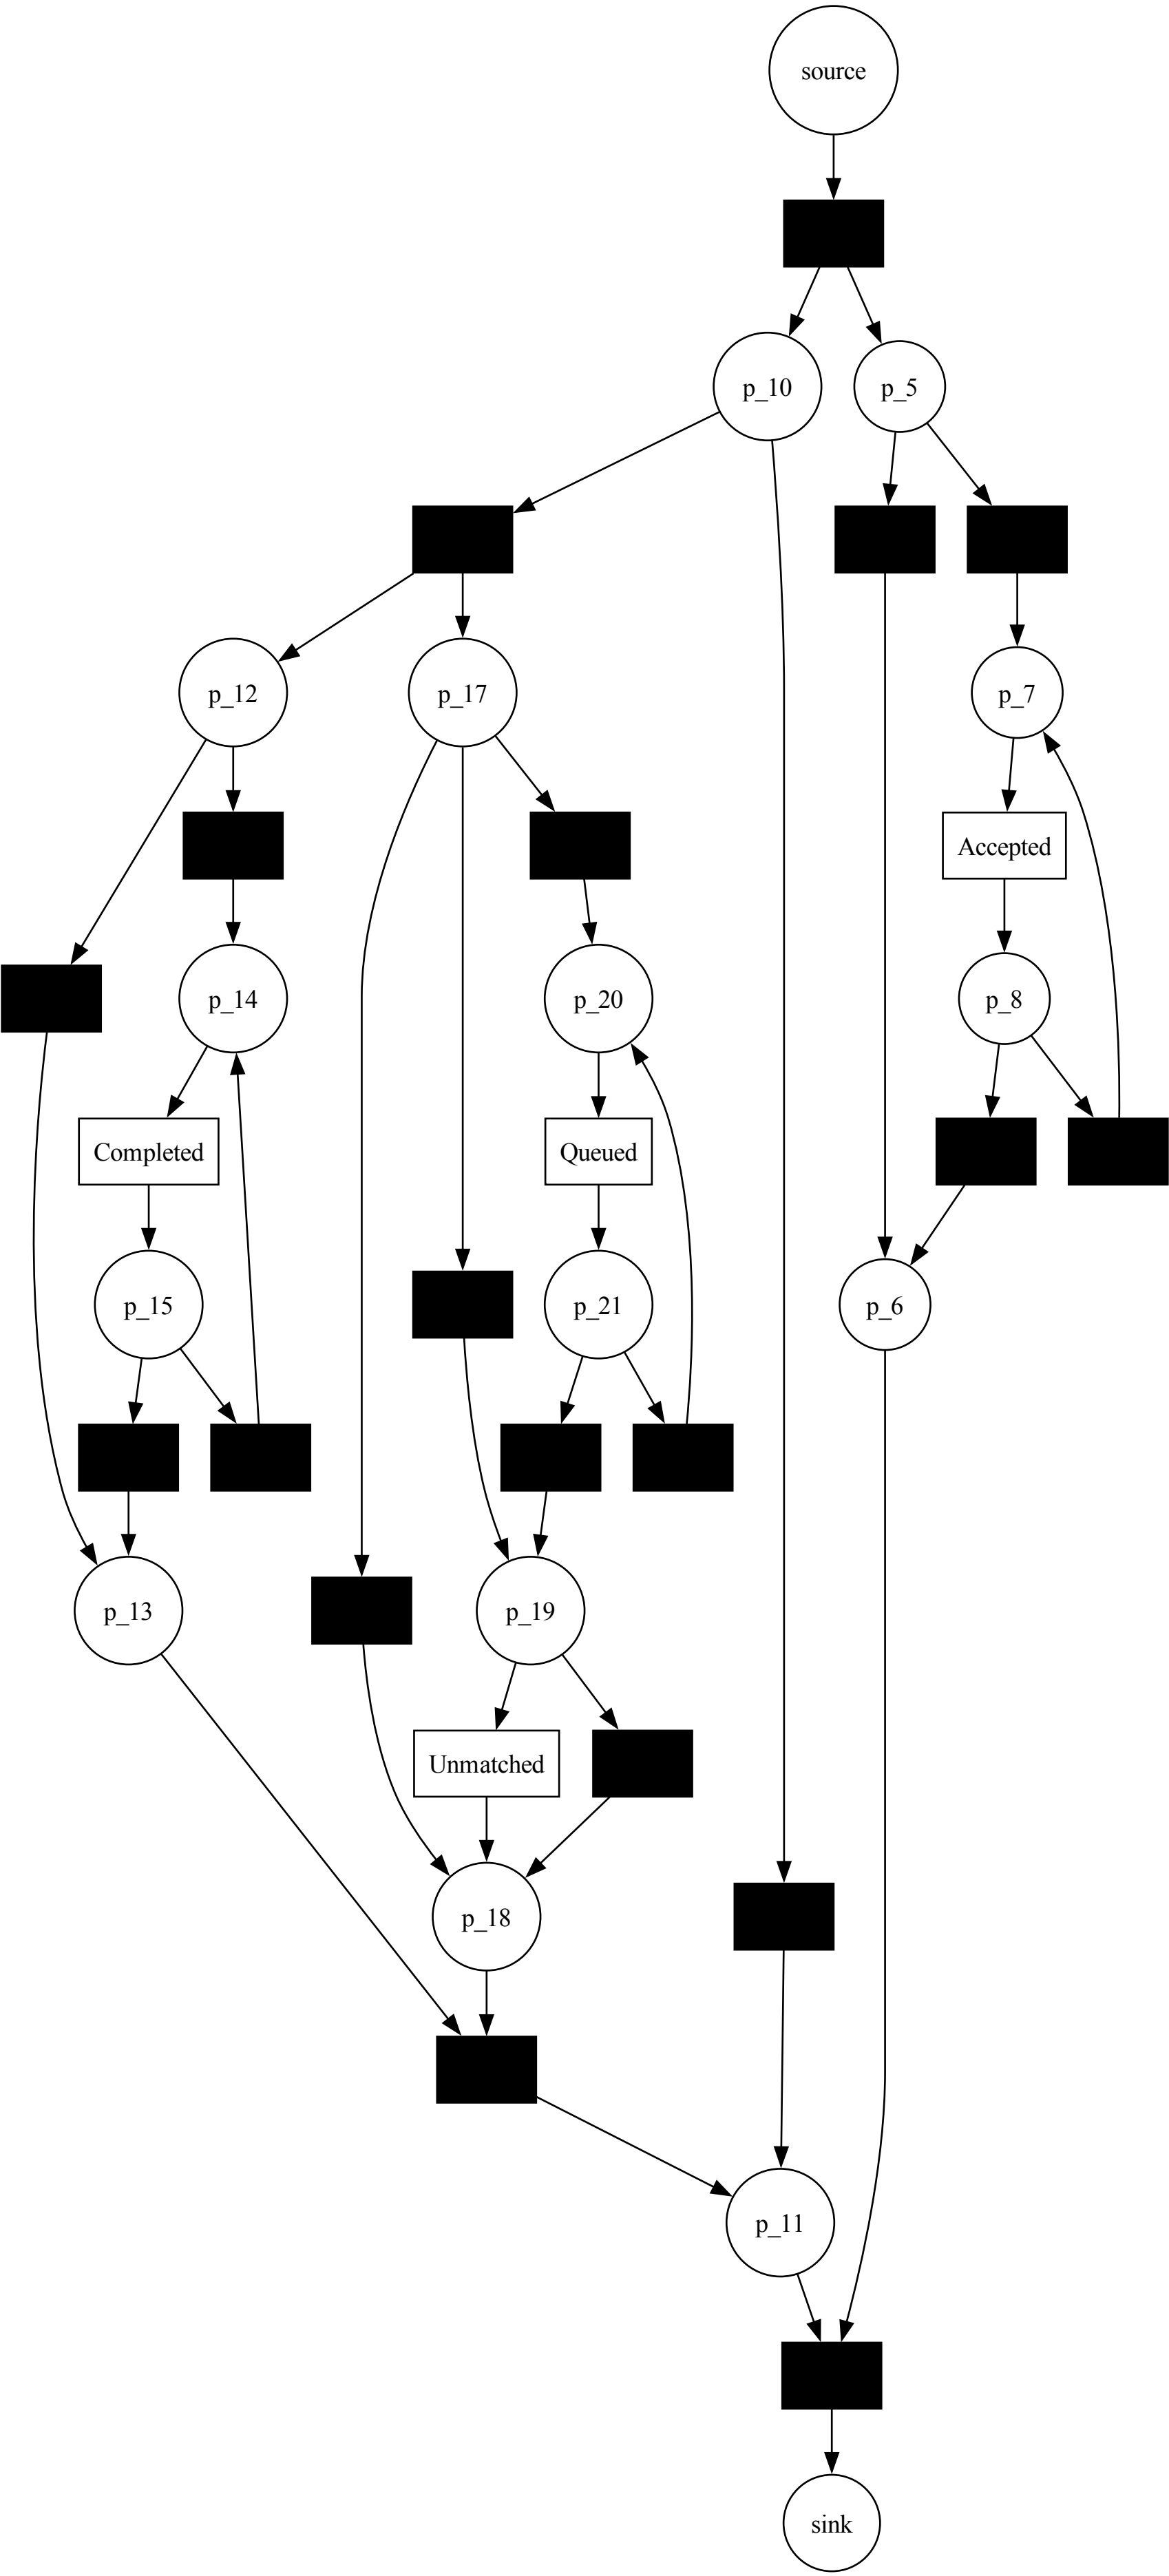 source
p_10
p_5
p_12
p_17
p_7
Accepted
p_14
p_20
p_8
Completed
Queued
p_15
p_21
p_6
p_13
p_19
Unmatched
p_18
p_11
sink